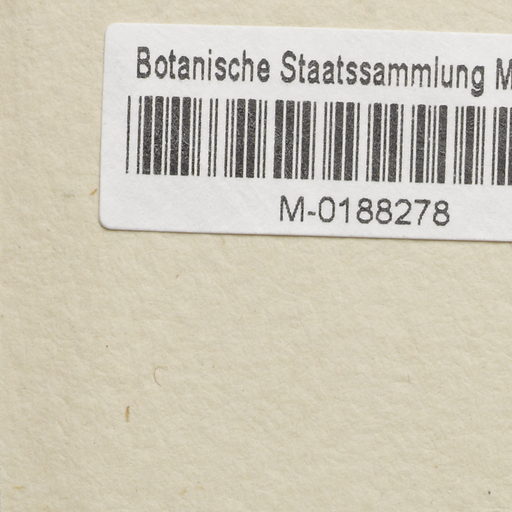 Botanische Staatssammlung M
M-0188278